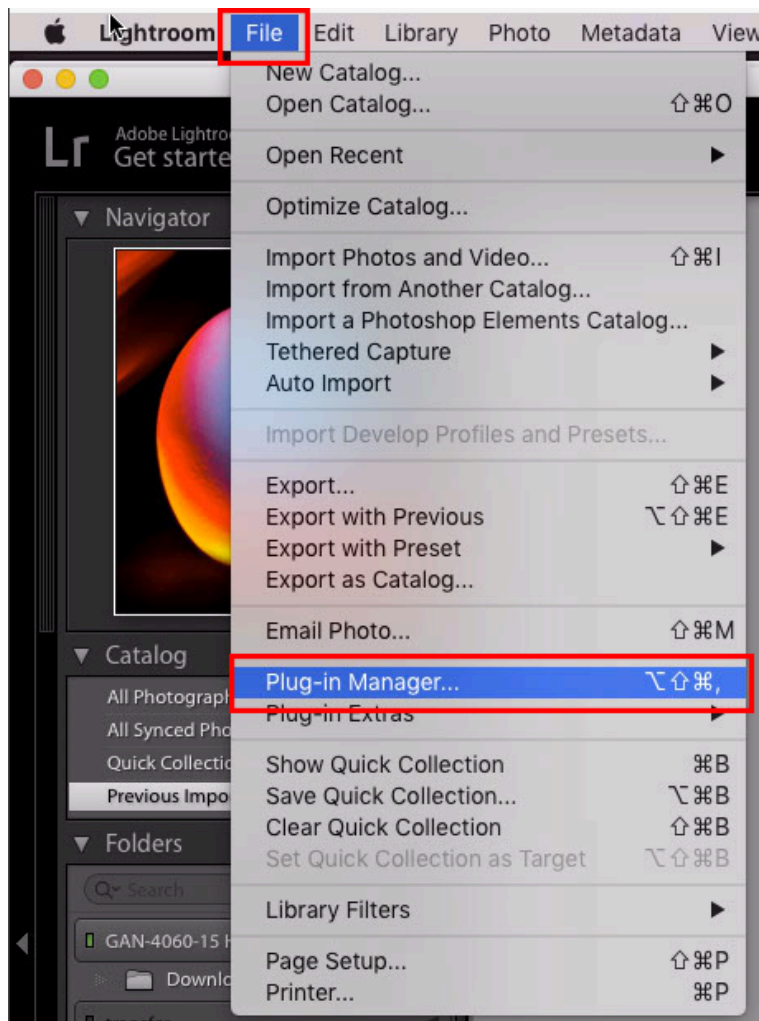 Lightroom File Edit Library Photo Metadata View
New Catalog...
Open Catalog... ⇧⌘O
Lr Adobe Lightro
Get starte
Open Recent ▶
Optimize Catalog...
▼ Navigator
Import Photos and Video... ⇧⌘I
Import from Another Catalog...
Import a Photoshop Elements Catalog...
Tethered Capture ▶
Auto Import ▶
Import Develop Profiles and Presets...
Export... ⇧⌘E
Export with Previous ⌥⇧⌘E
Export with Preset ▶
Export as Catalog...
Email Photo... ⇧⌘M
▼ Catalog
Plug-in Manager... ⌥⇧⌘,
Plug-in Extras ▶
All Photograph
All Synced Pho
Quick Collectio
Previous Impo
Show Quick Collection ⌘B
Save Quick Collection... ⌥⌘B
Clear Quick Collection ⇧⌘B
Set Quick Collection as Target ⌥⇧⌘B
▼ Folders
Search
Library Filters ▶
GAN-4060-15 H
Downlo
Page Setup... ⇧⌘P
Printer... ⌘P